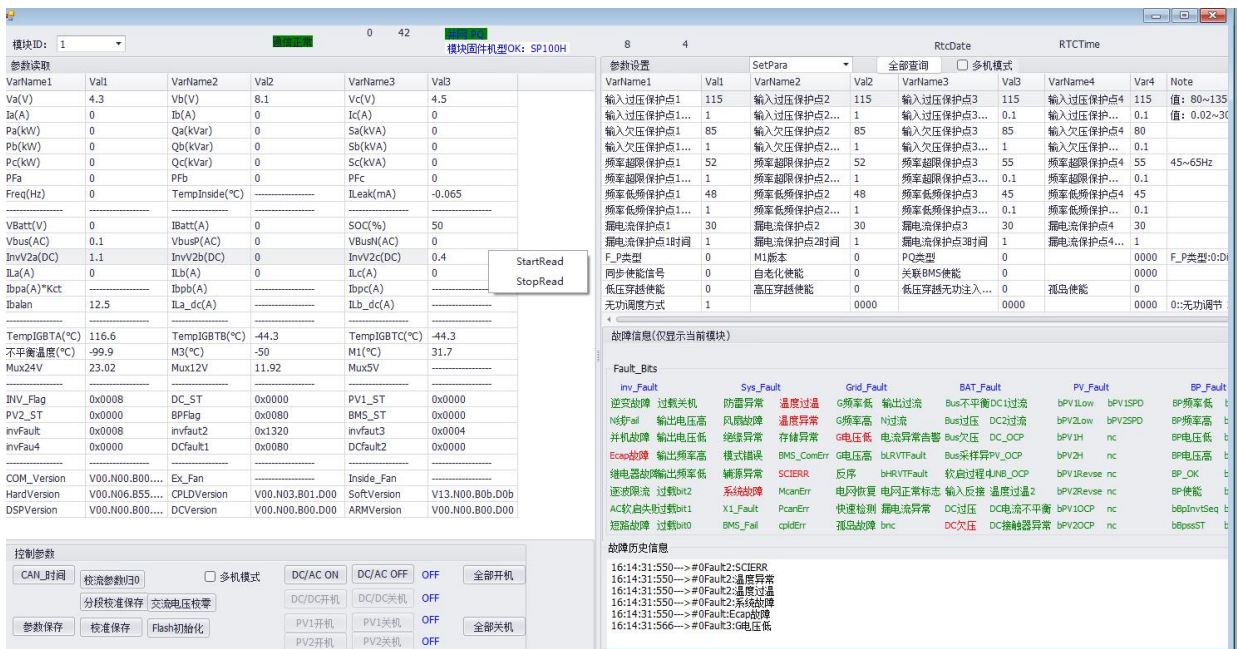 0 42
模块ID: 1 通信正常 并网 PQ 8 4 RtcDate RTCTime
模块固件机型OK: SP100H
参数读取
VarName1 Val1 VarName2 Val2 VarName3 Val3
Va(V) 4.3 Vb(V) 8.1 Vc(V) 4.5
Ia(A) 0 Ib(A) 0 Ic(A) 0
Pa(kW) 0 Qa(kVar) 0 Sa(kVA) 0
Pb(kW) 0 Qb(kVar) 0 Sb(kVA) 0
Pc(kW) 0 Qc(kVar) 0 Sc(kVA) 0
PFa 0 PFb 0 PFc 0
Freq(Hz) 0 TempInside(℃) ------------------ ILeak(mA) -0.065
VBatt(V) 0 IBatt(A) 0 SOC(%) 50
Vbus(AC) 0.1 VbusP(AC) 0 VBusN(AC) 0
InvV2a(DC) 1.1 InvV2b(DC) 0 InvV2c(DC) 0.4
StartRead
StopRead
ILa(A) 0 ILb(A) 0 ILc(A) 0
Ibpa(A)*Kct ------------------ Ibpb(A) ------------------ Ibpc(A) ------------------
Ibalan 12.5 ILa_dc(A) ------------------ ILb_dc(A) ------------------
TempIGBTA(℃) 116.6 TempIGBTB(℃) -44.3 TempIGBTC(℃) -44.3
不平衡温度(℃) -99.9 M3(℃) -50 M1(℃) 31.7
Mux24V 23.02 Mux12V 11.92 Mux5V ------------------
INV_Flag 0x0008 DC_ST 0x0000 PV1_ST 0x0000
PV2_ST 0x0000 BPFlag 0x0080 BMS_ST 0x0000
invFault 0x0008 invfaut2 0x1320 invfaut3 0x0004
invFau4 0x0000 DCfault1 0x0080 DCfault2 0x0000
COM_Version V00.N00.B00.... Ex_Fan ------------------ Inside_Fan ------------------
HardVersion V00.N06.B55.... CPLDVersion V00.N03.B01.D00 SoftVersion V13.N00.B0b.D0b
DSPVersion V00.N00.B00.... DCVersion V00.N00.B00.D00 ARMVersion V00.N00.B00.D00
控制参数
CAN_时间 校流参数归0 多机模式 DC/AC ON DC/AC OFF OFF 全部开机
分段校准保存 交流电压校零 DC/DC开机 DC/DC关机 OFF
参数保存 校准保存 Flash初始化 PV1开机 PV1关机 OFF 全部关机
PV2开机 PV2关机 OFF
参数设置 SetPara 全部查询 多机模式
VarName1 Val1 VarName2 Val2 VarName3 Val3 VarName4 Var4 Note
输入过压保护点1 115 输入过压保护点2 115 输入过压保护点3 115 输入过压保护点4 115 值: 80~135
输入过压保护点1... 1 输入过压保护点2... 1 输入过压保护点3... 0.1 输入过压保护... 0.1 值: 0.02~30
输入欠压保护点1 85 输入欠压保护点2 85 输入欠压保护点3 85 输入欠压保护点4 80
输入欠压保护点1... 1 输入欠压保护点2... 1 输入欠压保护点3... 1 输入欠压保护... 0.1
频率超限保护点1 52 频率超限保护点2 52 频率超限保护点3 55 频率超限保护点4 55 45~65Hz
频率超限保护点1... 1 频率超限保护点2... 1 频率超限保护点3... 0.1 频率超限保护... 0.1
频率低频保护点1 48 频率低频保护点2 48 频率低频保护点3 45 频率低频保护点4 45
频率低频保护点1... 1 频率低频保护点2... 1 频率低频保护点3... 0.1 频率低频保护... 0.1
漏电流保护点1 30 漏电流保护点2 30 漏电流保护点3 30 漏电流保护点4 30
漏电流保护点1时间 1 漏电流保护点2时间 1 漏电流保护点3时间 1 漏电流保护点4... 1
F_P类型 0 M1版本 0 PQ类型 0 0000 F_P类型:0:Di
同步使能信号 0 自老化使能 0 关联BMS使能 0 0000
低压穿越使能 0 高压穿越使能 0 低压穿越无功注入... 0 孤岛使能 0
无功调度方式 1 0000 0000 0000 0::无功调节
故障信息(仅显示当前模块)
Fault_Bits
inv_Fault Sys_Fault Grid_Fault BAT_Fault PV_Fault BP_Fault
逆变故障 过载关机 防雷异常 温度过温 G频率低 输出过流 Bus不平衡 DC1过流 bPV1Low bPV1SPD BP频率低
N线Fail 输出电压高 风扇故障 温度异常 G频率高 N过流 Bus过压 DC2过流 bPV2Low bPV2SPD BP频率高
并机故障 输出电压低 绝缘异常 存储异常 G电压低 电流异常告警 Bus欠压 DC_OCP bPV1H nc BP电压低
Ecap故障 输出频率高 模式错误 BMS_ComErr G电压高 bLRVTFault Bus采样异 PV_OCP bPV2H nc BP电压高
继电器故障 输出频率低 辅源异常 SCIERR 反序 bHRVTFault 软启过程中 UNB_OCP bPV1Revse nc BP_OK
逐波限流 过载bit2 系统故障 McanErr 电网恢复 电网正常标志 输入反接 温度过温2 bPV2Revse nc BP使能
AC软启失败 过载bit1 X1_Fault PcanErr 快速检测 漏电流异常 DC过压 DC电流不平衡 bPV1OCP nc bBpInvtSeq
短路故障 过载bit0 BMS_Fail cpldErr 孤岛故障 bnc DC欠压 DC接触器异常 bPV2OCP nc bBpssST
故障历史信息
16:14:31:550--->#0Fault2:SCIERR
16:14:31:550--->#0Fault2:温度异常
16:14:31:550--->#0Fault2:温度过温
16:14:31:550--->#0Fault2:系统故障
16:14:31:550--->#0Fault:Ecap故障
16:14:31:566--->#0Fault3:G电压低